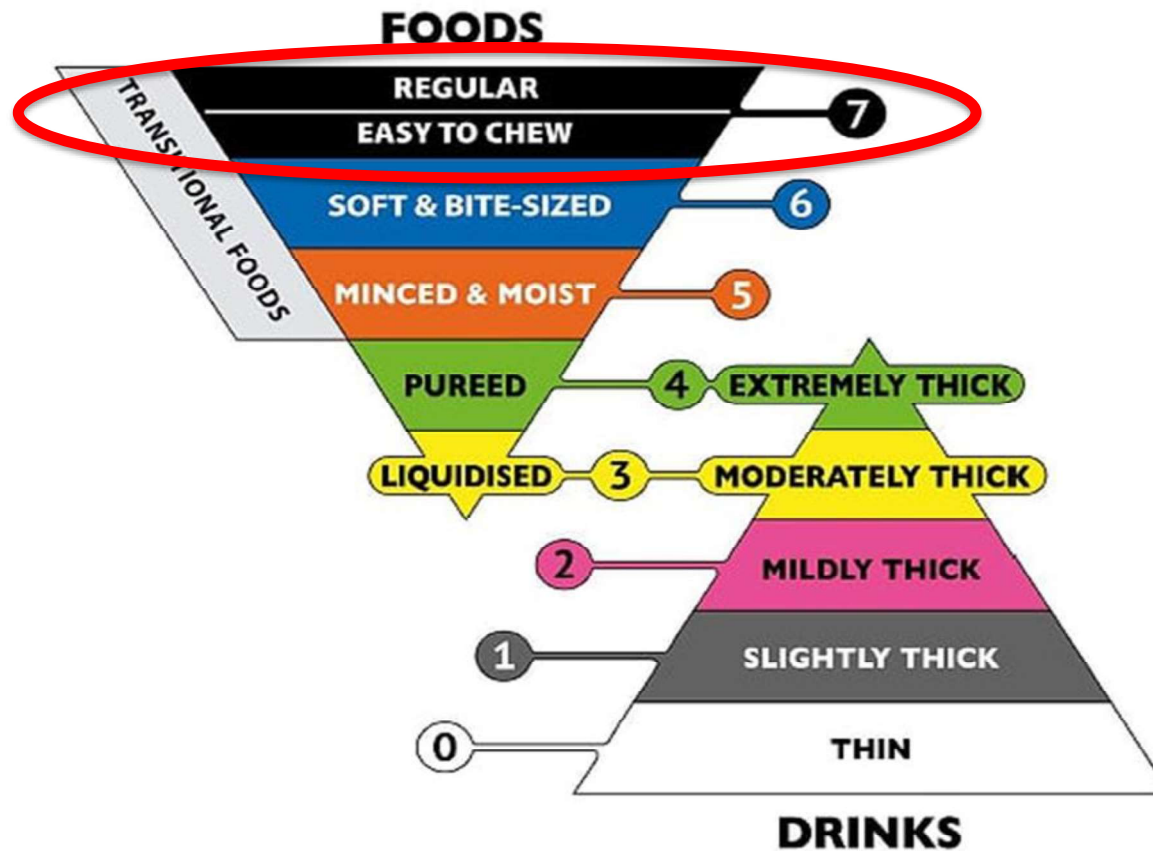 FOODS
REGULAR
7
EASY TO CHEW
TRANSITIONAL FOODS
SOFT & BITE-SIZED
6
MINCED & MOIST
5
PUREED
4
EXTREMELY THICK
LIQUIDISED
3
MODERATELY THICK
2
MILDLY THICK
1
SLIGHTLY THICK
0
THIN
DRINKS